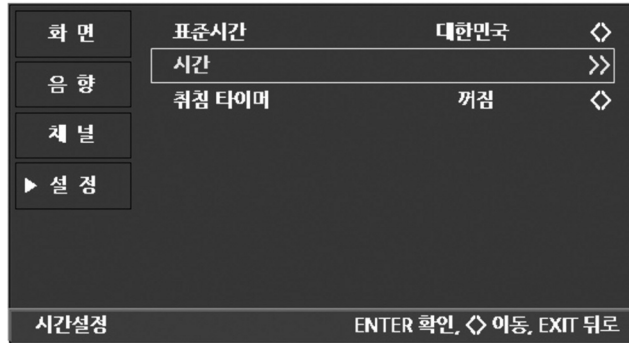 화 면
음 향
채 널
▶ 설 정
표준시간 대한민국 <>
시간 >>
취침 타이머 꺼짐 <>
시간설정 ENTER 확인, <> 이동, EXIT 뒤로